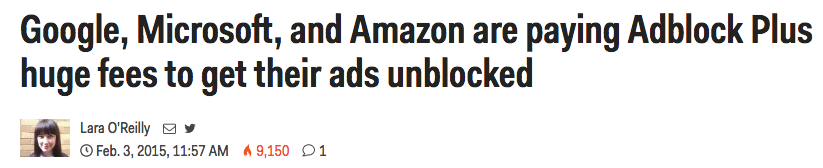 Google, Microsoft, and Amazon are paying Adblock Plus
huge fees to get their ads unblocked
Lara O'Reilly
Feb. 3, 2015, 11:57 AM 9,150 1